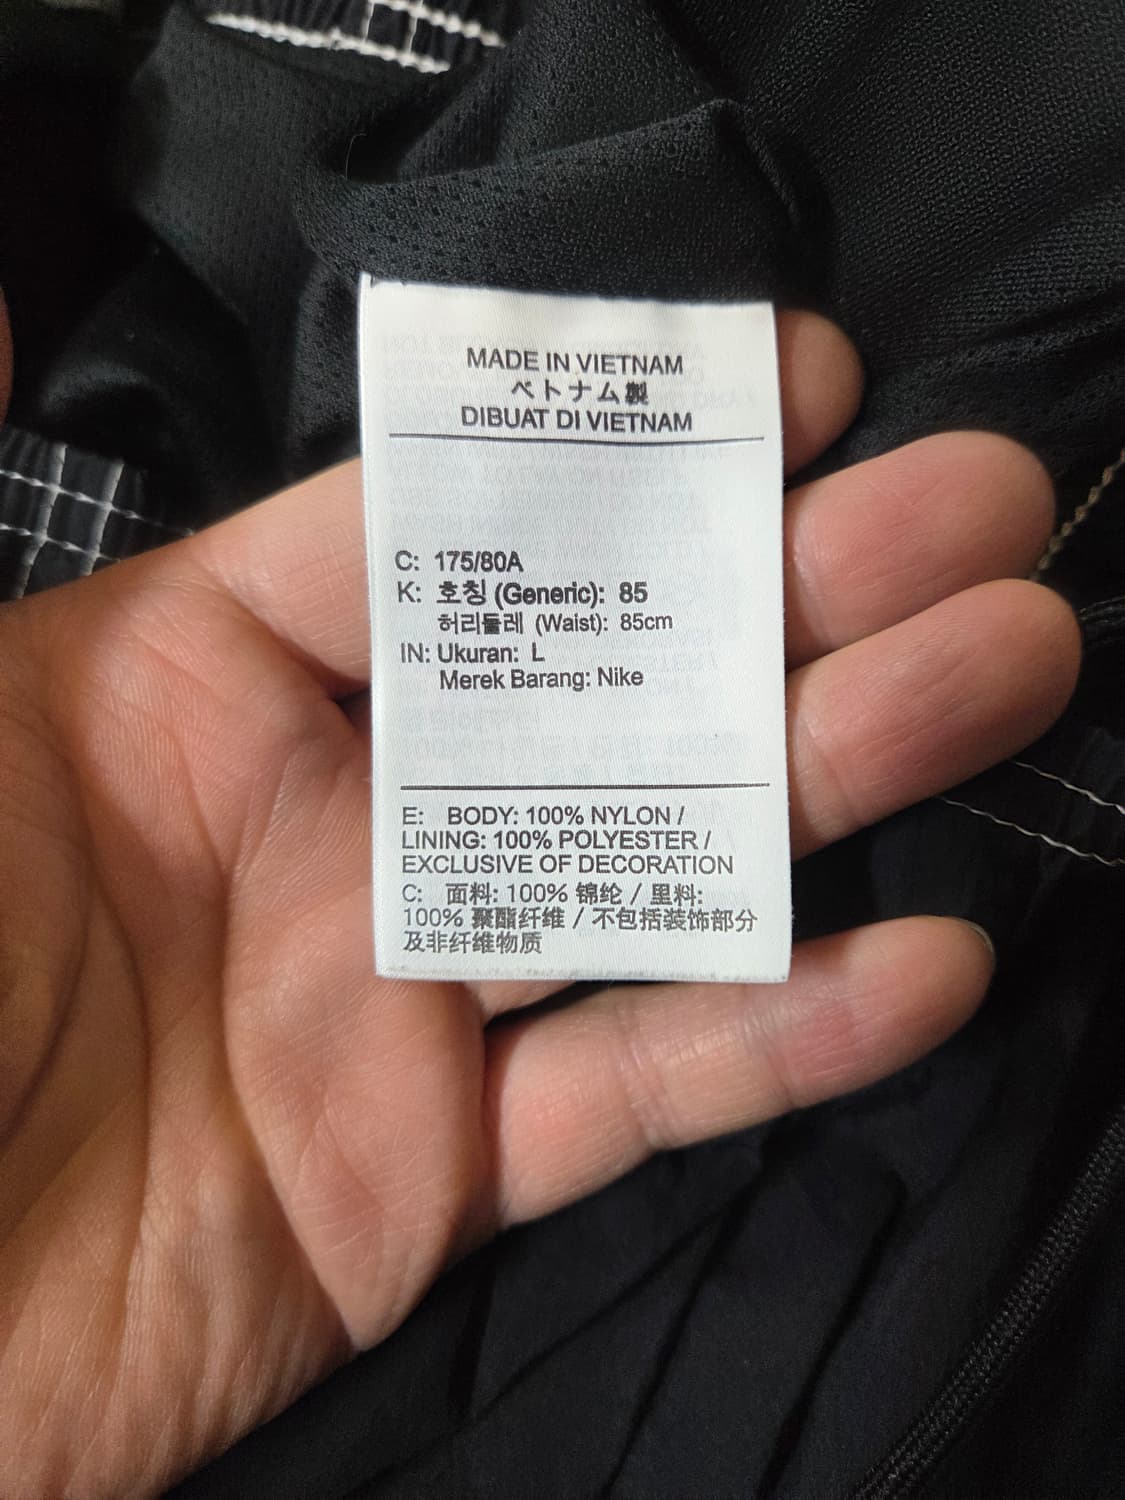 MADE IN VIETNAM
ベトナム製
DIBUAT DI VIETNAM
C: 175/80A
K: 호칭 (Generic): 85
허리둘레 (Waist): 85cm
IN: Ukuran: L
Merek Barang: Nike
E: BODY: 100% NYLON /
LINING: 100% POLYESTER /
EXCLUSIVE OF DECORATION
C: 面料: 100% 锦纶 / 里料:
100% 聚酯纤维 / 不包括装饰部分
及非纤维物质